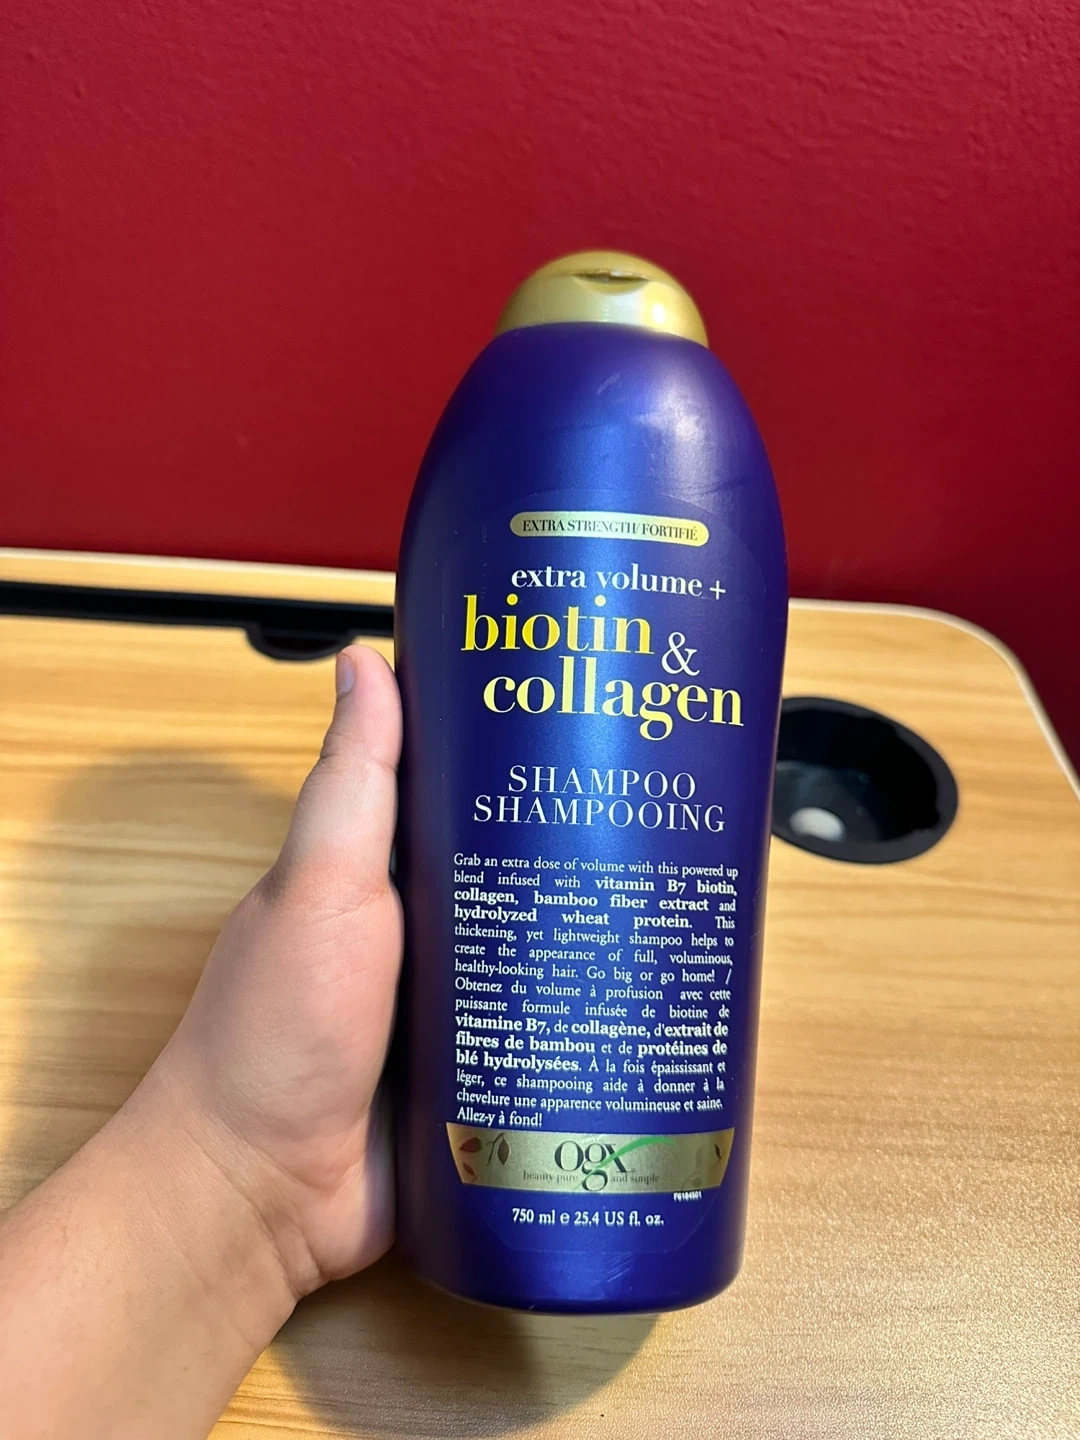 EXTRA STRENGTH/FORTIFIÉ
extra volume +
biotin &
collagen
SHAMPOO
SHAMPOOING
Grab an extra dose of volume with this powered up
blend infused with vitamin B7 biotin,
collagen, bamboo fiber extract and
hydrolyzed wheat protein. This
thickening, yet lightweight shampoo helps to
create the appearance of full, voluminous,
healthy-looking hair. Go big or go home! /
Obtenez du volume à profusion avec cette
puissante formule infusée de biotine de
vitamine B7, de collagène, d'extrait de
fibres de bambou et de protéines de
blé hydrolysées. À la fois épaississant et
léger, ce shampooing aide à donner à la
chevelure une apparence volumineuse et saine.
Allez-y à fond!
ogx
beauty pure and simple
F6184501
750 ml e 25.4 US fl. oz.